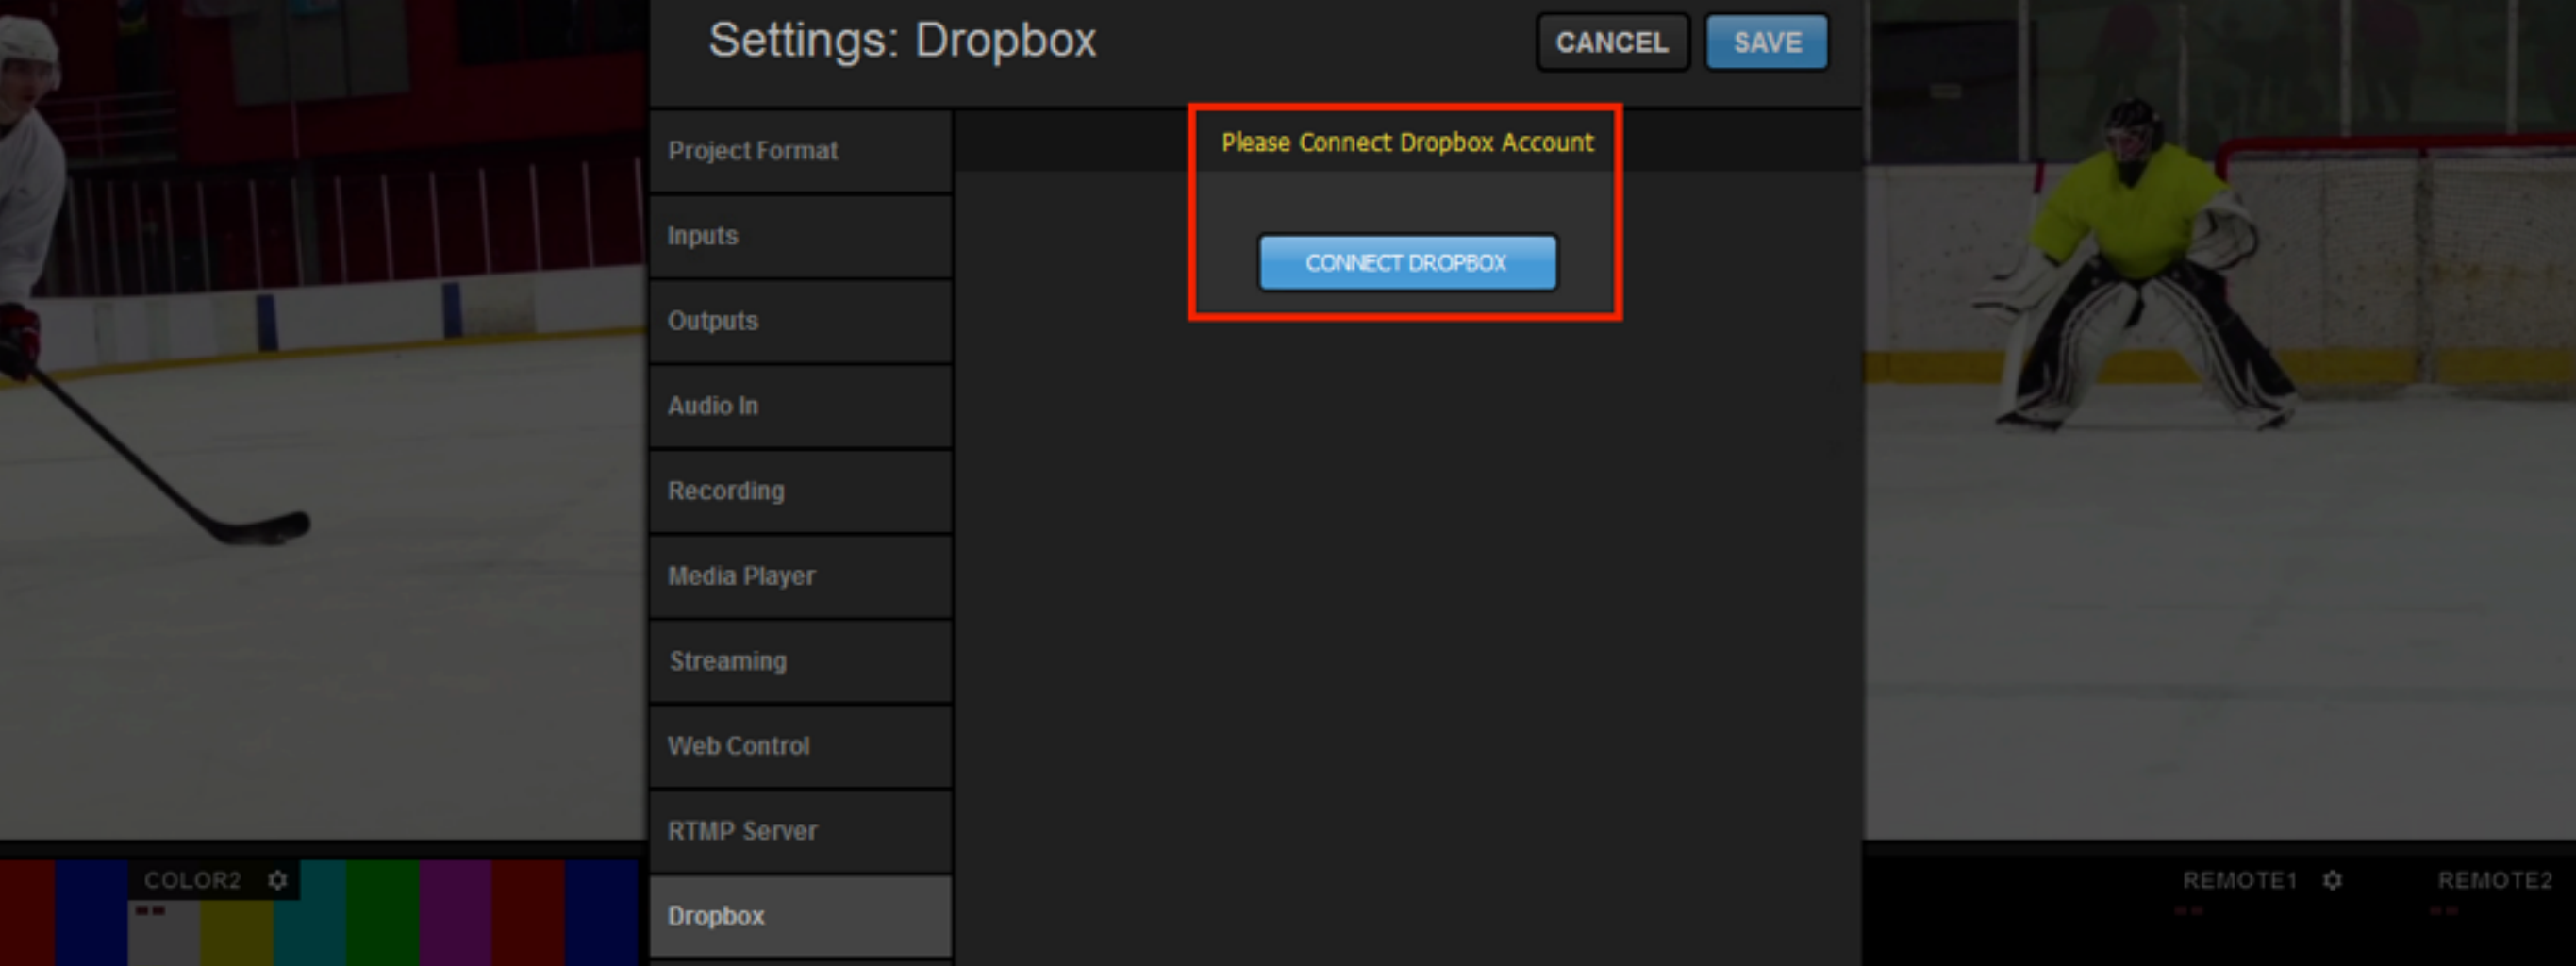 Settings: Dropbox
CANCEL
SAVE
Project Format
Inputs
Outputs
Audio In
Recording
Media Player
Streaming
Web Control
RTMP Server
Dropbox
Please Connect Dropbox Account
CONNECT DROPBOX
COLOR2
REMOTE1
REMOTE2